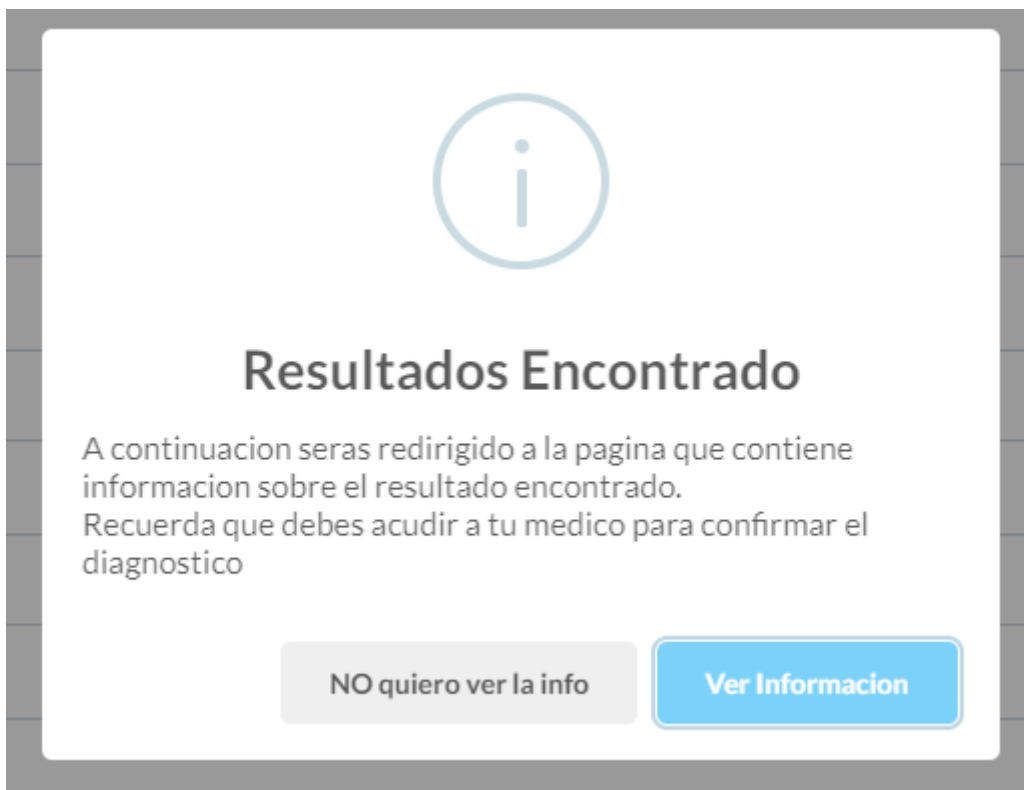 Resultados Encontrado
A continuacion seras redirigido a la pagina que contiene
informacion sobre el resultado encontrado.
Recuerda que debes acudir a tu medico para confirmar el
diagnostico
NO quiero ver la info
Ver Informacion